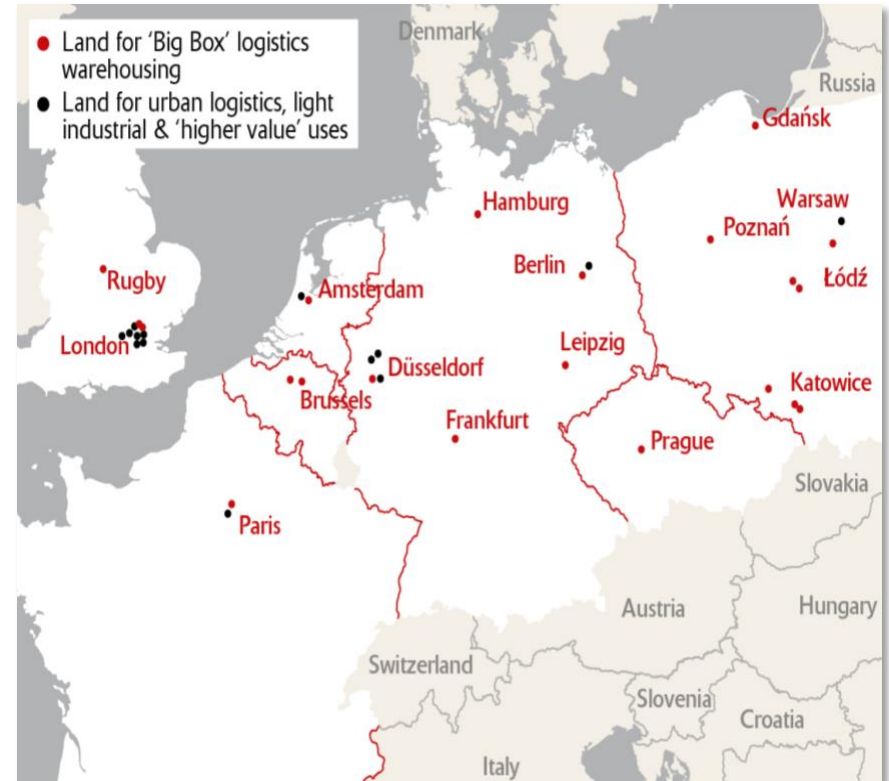 Land for 'Big Box' logistics
warehousing
Land for urban logistics, light
industrial & 'higher value' uses
Denmark
Russia
Gdańsk
Hamburg
Warsaw
Poznań
Berlin
Rugby
Amsterdam
Łódź
London
Leipzig
Düsseldorf
Brussels
Katowice
Frankfurt
Prague
Slovakia
Paris
Austria
Hungary
Switzerland
Slovenia
Croatia
Italy